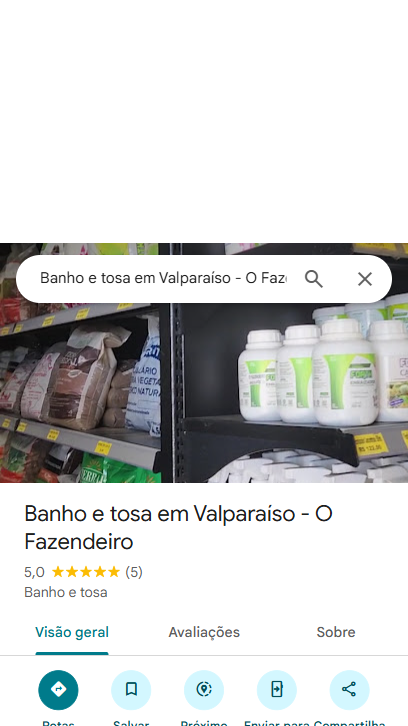 Banho e tosa em Valparaíso - O Faz
Banho e tosa em Valparaíso - O
Fazendeiro
5,0 ★★★★★ (5)
Banho e tosa
Visão geral Avaliações Sobre
Rotas Salvar Próximo Enviar para Compartilha